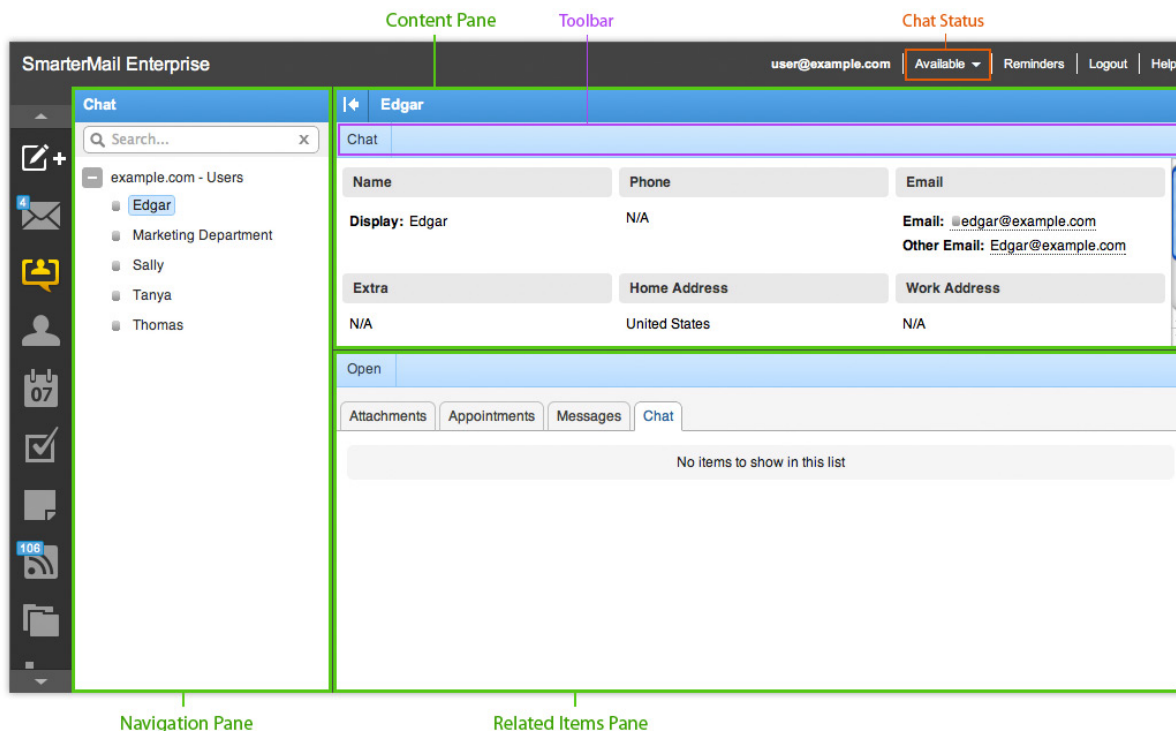 Content Pane Toolbar Chat Status
SmarterMail Enterprise user@example.com Available Reminders Logout Help
Chat Edgar
Search... X Chat
example.com - Users
Edgar
Marketing Department
Sally
Tanya
Thomas
4
07
106
Name Phone Email
Display: Edgar N/A Email: edgar@example.com
Other Email: Edgar@example.com
Extra Home Address Work Address
N/A United States N/A
Open
Attachments Appointments Messages Chat
No items to show in this list
Navigation Pane Related Items Pane